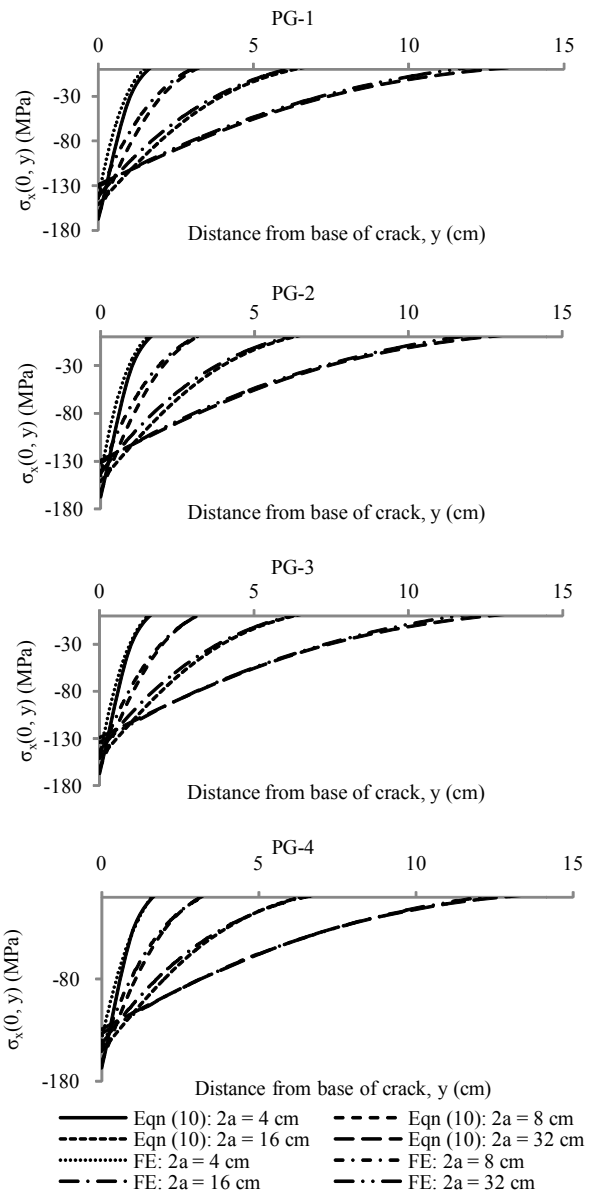 PG-1
0 5 10 15
-30
-80
-130
-180
σx(0, y) (MPa)
Distance from base of crack, y (cm)
PG-2
0 5 10 15
-30
-80
-130
-180
σx(0, y) (MPa)
Distance from base of crack, y (cm)
PG-3
0 5 10 15
-30
-80
-130
-180
σx(0, y) (MPa)
Distance from base of crack, y (cm)
PG-4
0 5 10 15
-80
-180
σx(0, y) (MPa)
Distance from base of crack, y (cm)
Eqn (10): 2a = 4 cm Eqn (10): 2a = 8 cm
Eqn (10): 2a = 16 cm Eqn (10): 2a = 32 cm
FE: 2a = 4 cm FE: 2a = 8 cm
FE: 2a = 16 cm FE: 2a = 32 cm